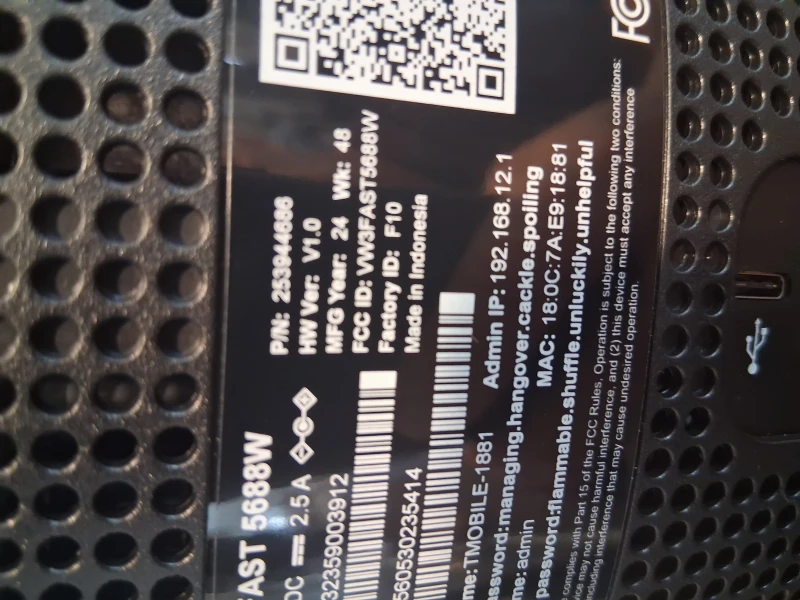 FAST 5688W
DC ⎓ 2.5 A
P/N: 253944686
HW Ver: V1.0
MFG Year: 24 Wk: 48
FCC ID: VW3FAST5688W
Factory ID: F10
Made in Indonesia
32359003912
560530235414
me:TMOBILE-1881 Admin IP: 192.168.12.1
assword:managing.hangover.cackle.spoiling
me: admin MAC: 18:0C:7A:E9:18:81
password:flammable.shuffle.unluckily.unhelpful
complies with Part 15 of the FCC Rules. Operation is subject to the following two conditions:
ice may not cause harmful interference, and (2) this device must accept any interference
including interference that may cause undesired operation.
FC